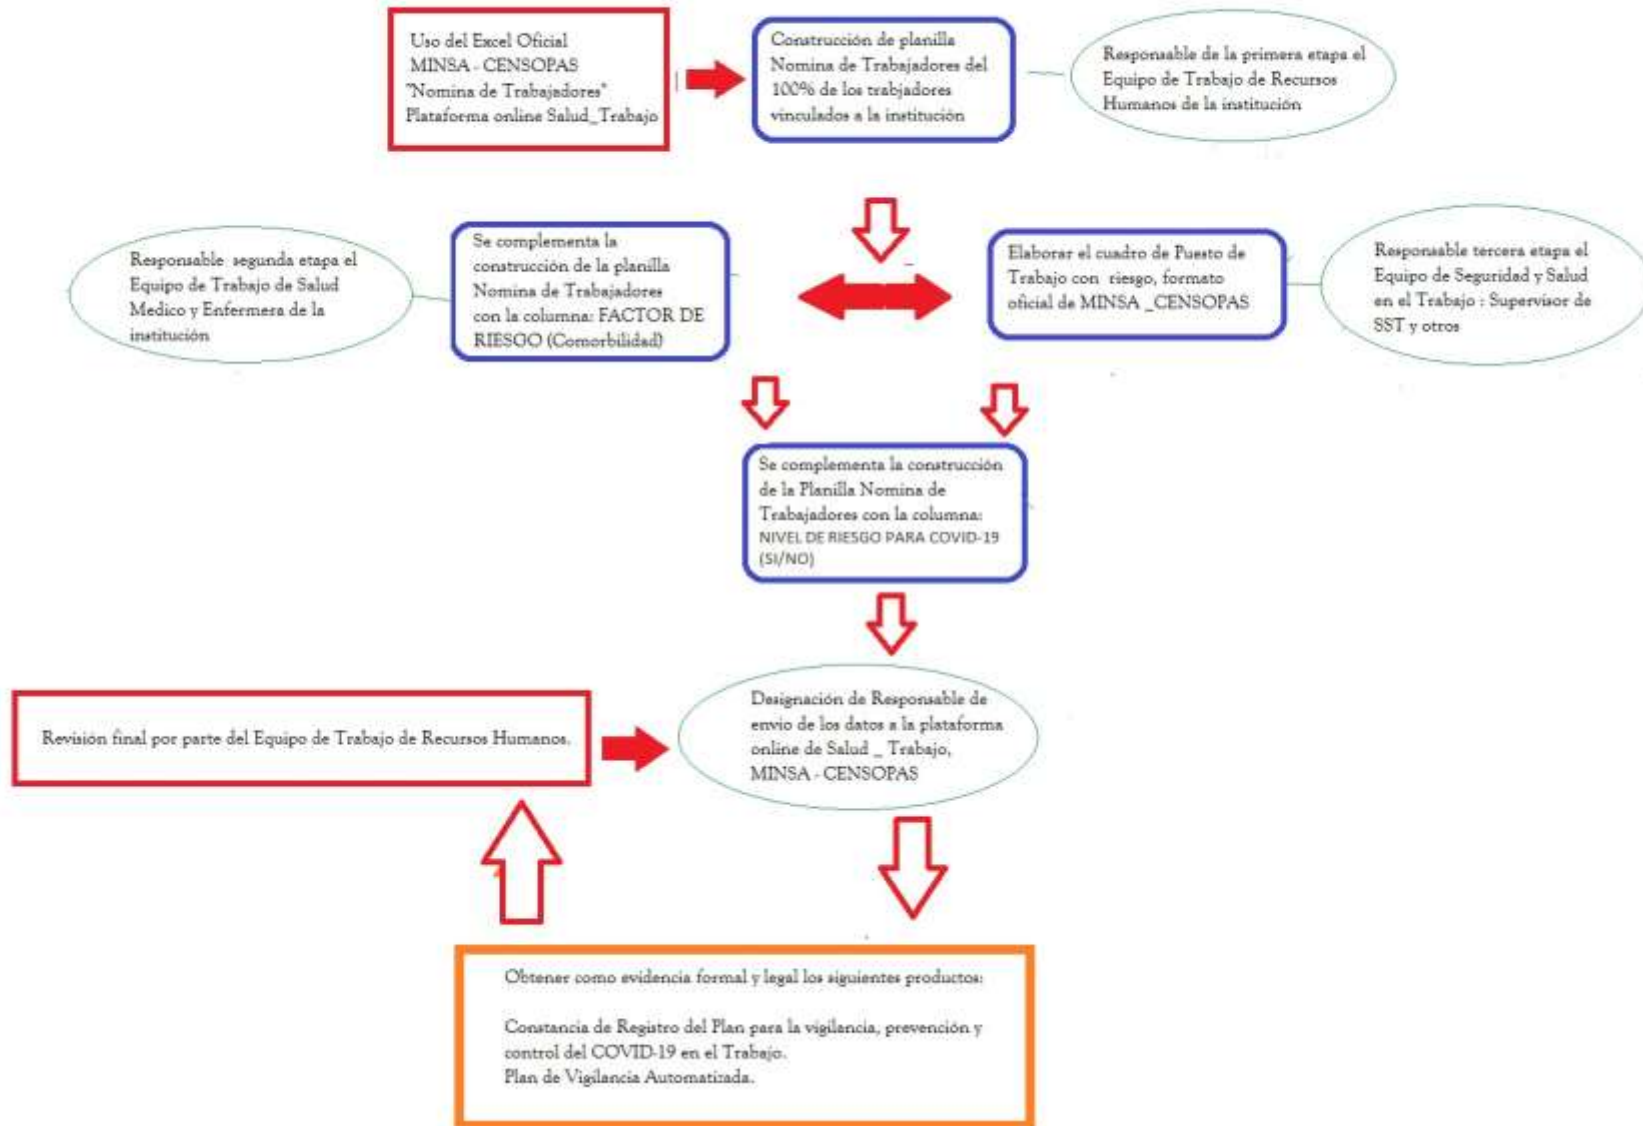 Uso del Excel Oficial
MINSA - CENSOPAS
"Nomina de Trabajadores"
Plataforma online Salud_Trabajo
Construcción de planilla
Nomina de Trabajadores del
100% de los trbjadores
vinculados a la institución
Responsable de la primera etapa el
Equipo de Trabajo de Recursos
Humanos de la institución
Responsable segunda etapa el
Equipo de Trabajo de Salud
Medico y Enfermera de la
institución
Se complementa la
construcción de la planilla
Nomina de Trabajadores
con la columna: FACTOR DE
RIESGO (Comorbilidad)
Elaborar el cuadro de Puesto de
Trabajo con riesgo, formato
oficial de MINSA _CENSOPAS
Responsable tercera etapa el
Equipo de Seguridad y Salud
en el Trabajo : Supervisor de
SST y otros
Se complementa la construcción
de la Planilla Nomina de
Trabajadores con la columna:
NIVEL DE RIESGO PARA COVID-19
(SI/NO)
Revisión final por parte del Equipo de Trabajo de Recursos Humanos.
Designación de Responsable de
envio de los datos a la plataforma
online de Salud _ Trabajo,
MINSA - CENSOPAS
Obtener como evidencia formal y legal los siguientes productos:
Constancia de Registro del Plan para la vigilancia, prevención y
control del COVID-19 en el Trabajo.
Plan de Vigilancia Automatizada.